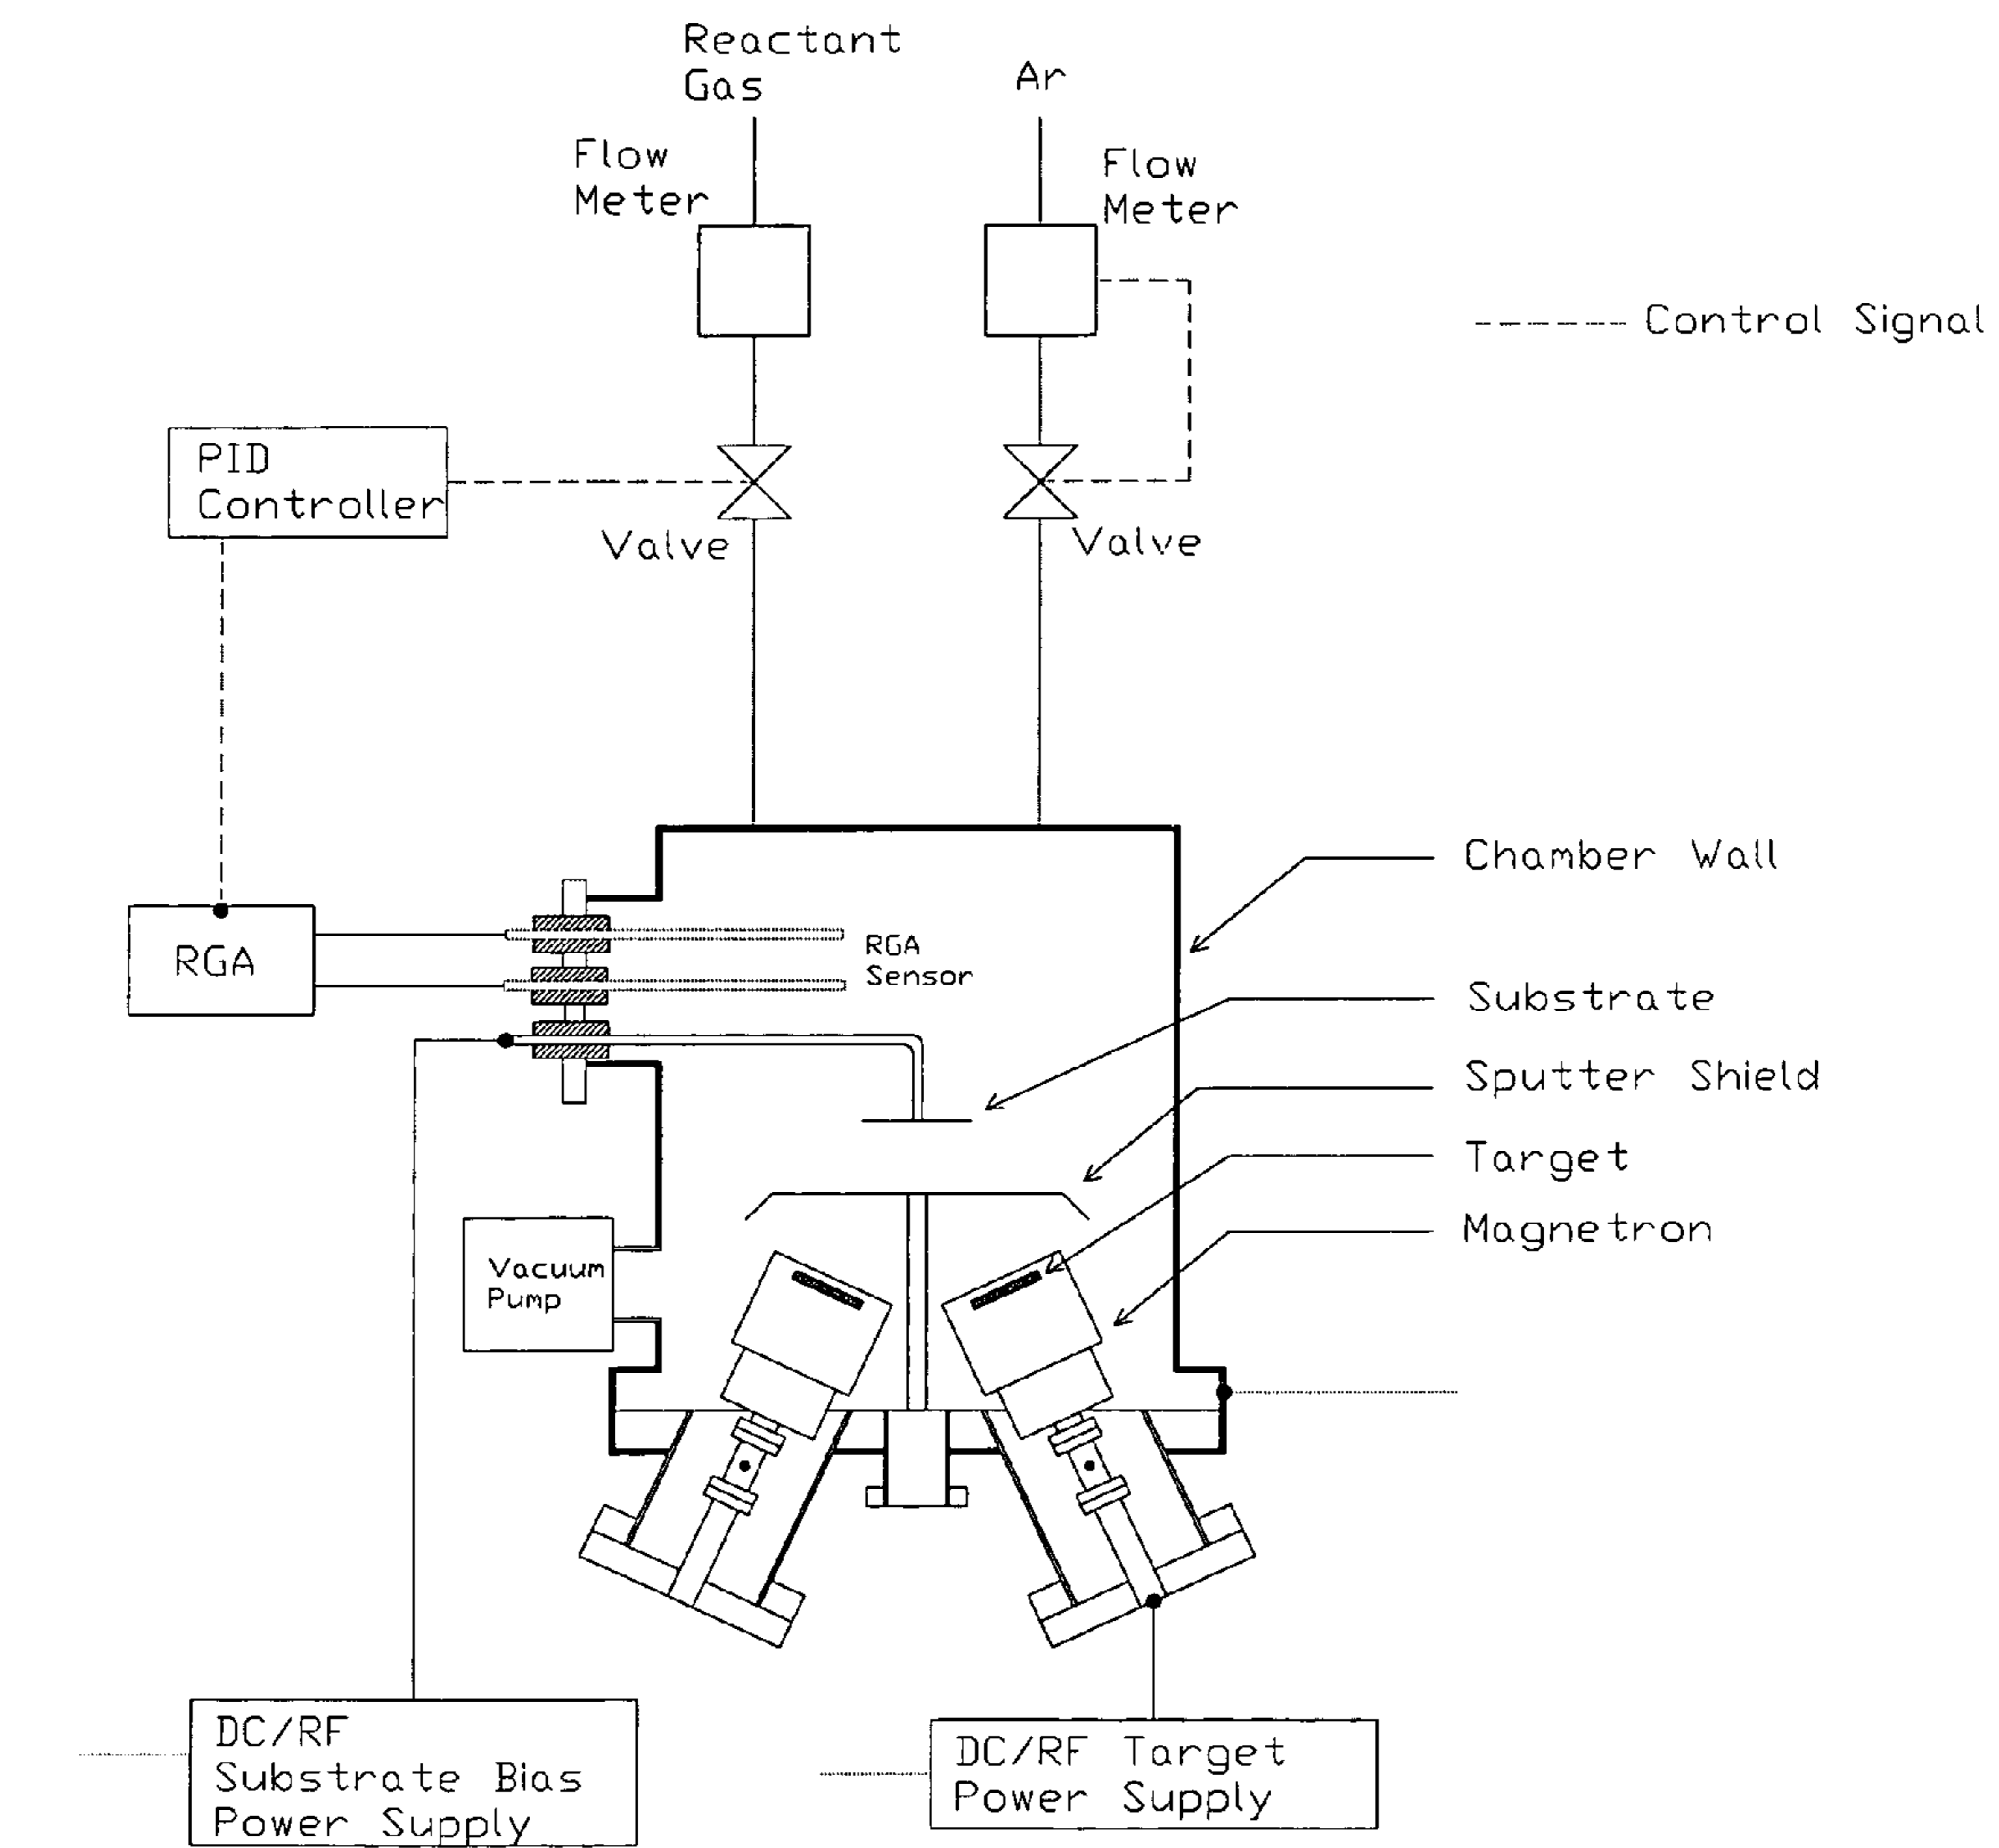 Reactant
Gas
Ar
Flow
Meter
Flow
Meter
Control Signal
PID
Controller
Valve
Valve
Chamber Wall
RGA
RGA
Sensor
Substrate
Sputter Shield
Target
Magnetron
Vacuum
Pump
DC/RF
Substrate Bias
Power Supply
DC/RF Target
Power Supply